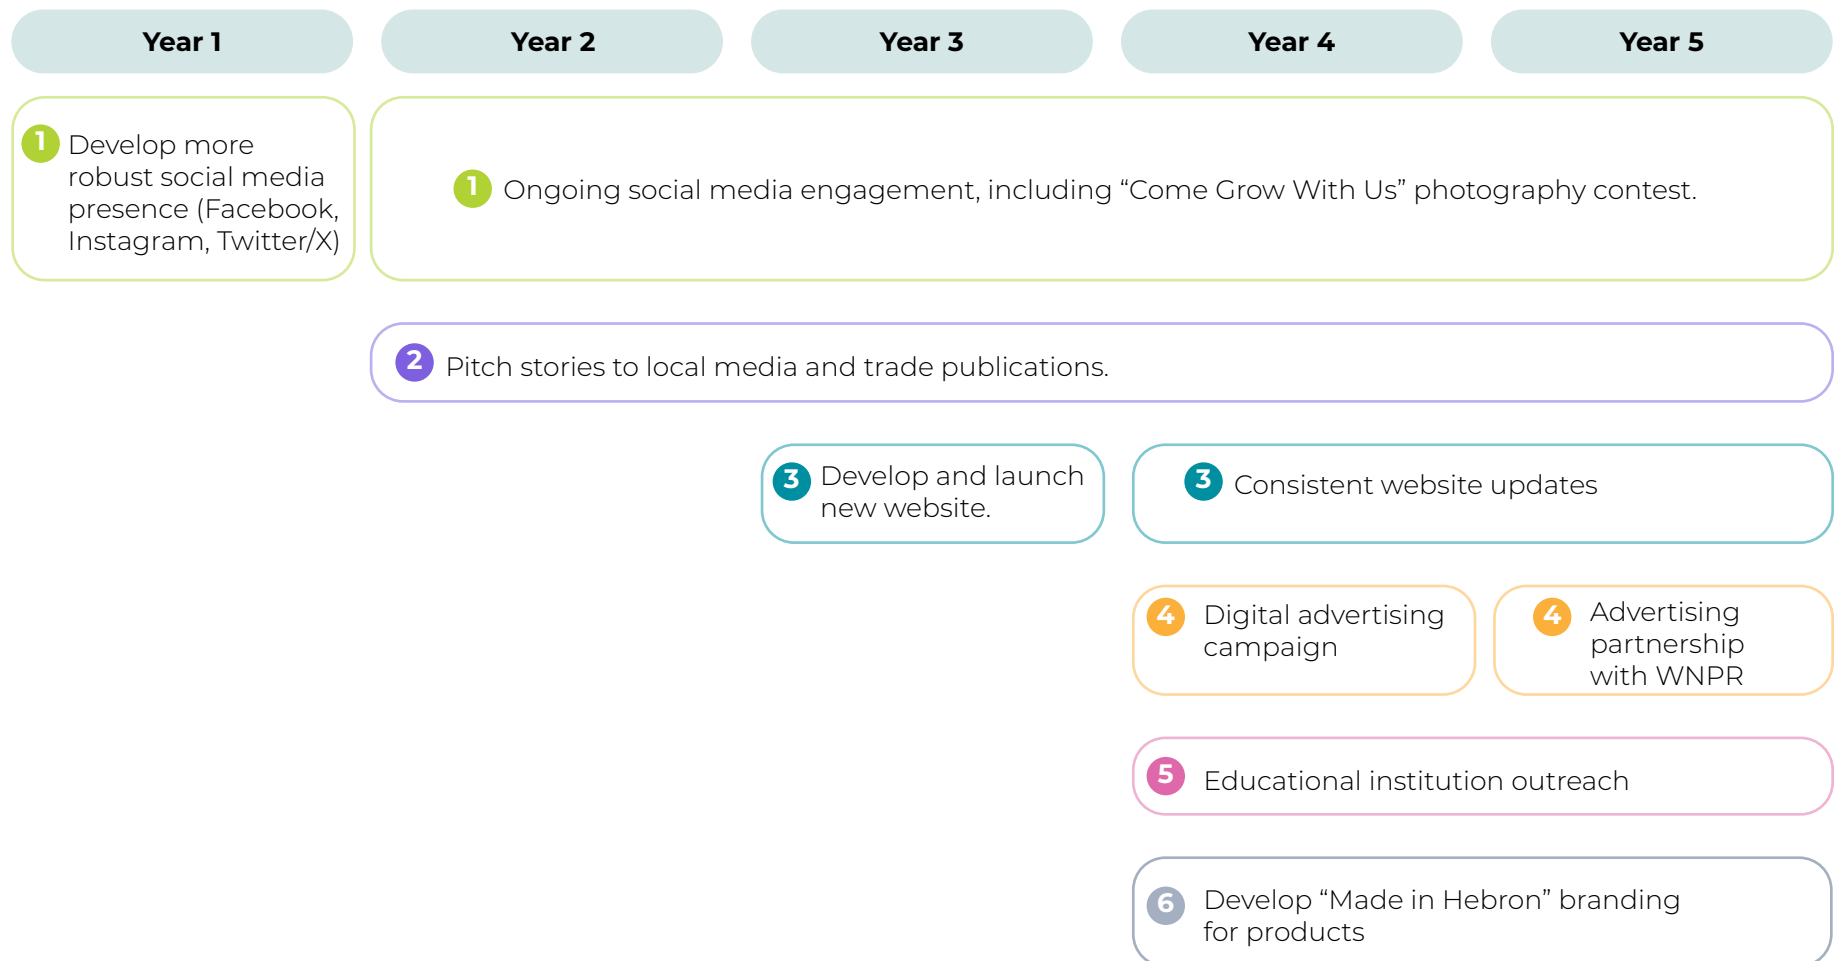 Year 1
Year 2
Year 3
Year 4
Year 5
1
Develop more
robust social media
presence (Facebook,
Instagram, Twitter/X)
1
Ongoing social media engagement, including “Come Grow With Us” photography contest.
2
Pitch stories to local media and trade publications.
3
Develop and launch
new website.
3
Consistent website updates
4
Digital advertising
campaign
4
Advertising
partnership
with WNPR
5
Educational institution outreach
6
Develop “Made in Hebron” branding
for products